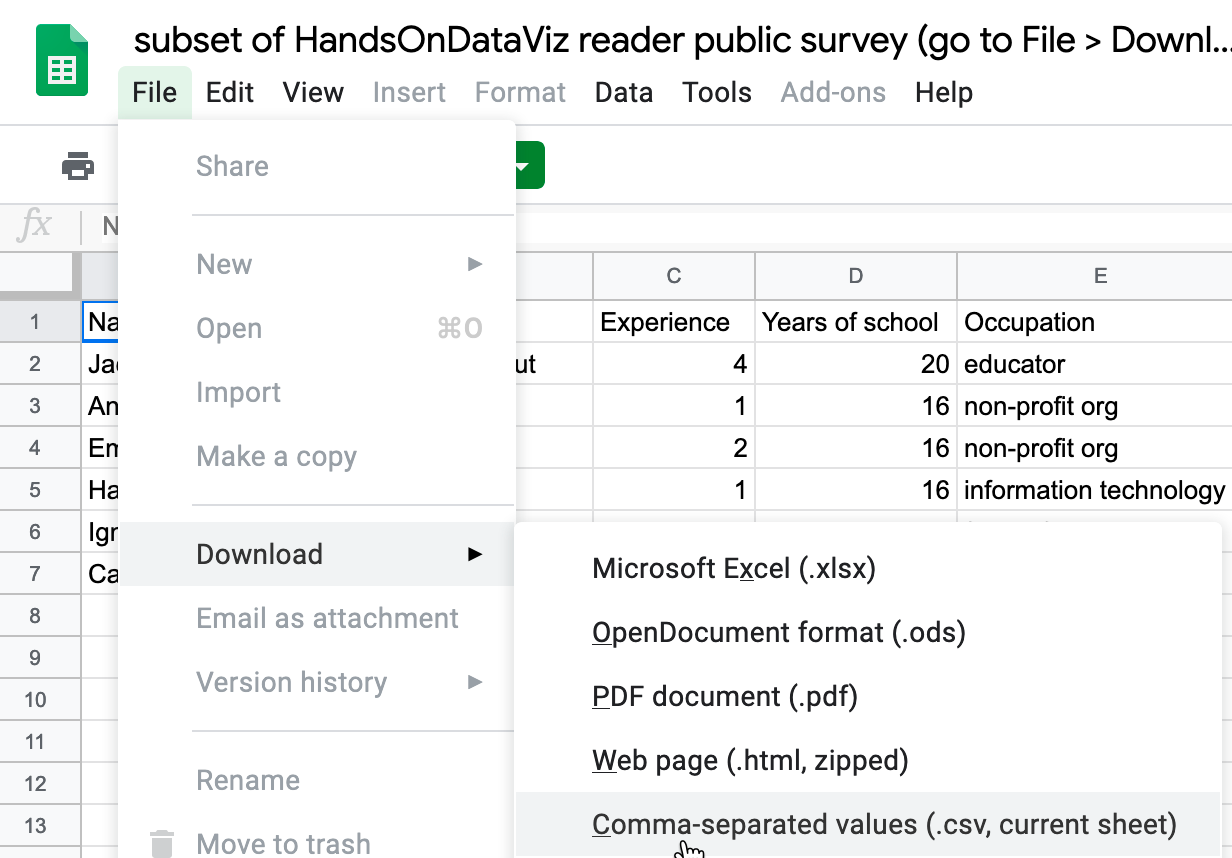 subset of HandsOnDataViz reader public survey (go to File > Downl...
File Edit View Insert Format Data Tools Add-ons Help
Share
fx N
New
C D E
Open ⌘O
1 Na Experience Years of school Occupation
2 Ja ut 4 20 educator
Import
3 An 1 16 non-profit org
Make a copy
4 Em 2 16 non-profit org
5 Ha 1 16 information technology
6 Igr
Download
7 Ca
Microsoft Excel (.xlsx)
8
Email as attachment
OpenDocument format (.ods)
9
Version history
10
PDF document (.pdf)
11
Web page (.html, zipped)
12
Rename
13
Comma-separated values (.csv, current sheet)
Move to trash